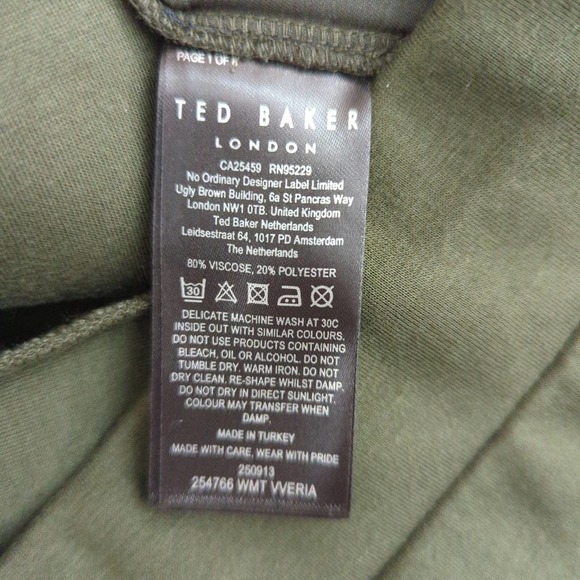 PAGE 1 OF
TED BAKER
LONDON
CA25459 RN95229
No Ordinary Designer Label Limited
Ugly Brown Building, 6a St Pancras Way
London NW1 0TB. United Kingdom
Ted Baker Netherlands
Leidsestraat 64, 1017 PD Amsterdam
The Netherlands
80% VISCOSE, 20% POLYESTER
30
DELICATE MACHINE WASH AT 30C
INSIDE OUT WITH SIMILAR COLOURS.
DO NOT USE PRODUCTS CONTAINING
BLEACH, OIL OR ALCOHOL. DO NOT
TUMBLE DRY. WARM IRON. DO NOT
DRY CLEAN. RE-SHAPE WHILST DAMP.
DO NOT DRY IN DIRECT SUNLIGHT.
COLOUR MAY TRANSFER WHEN
DAMP.
MADE IN TURKEY
MADE WITH CARE, WEAR WITH PRIDE
250913
254766 WMT VVERIA